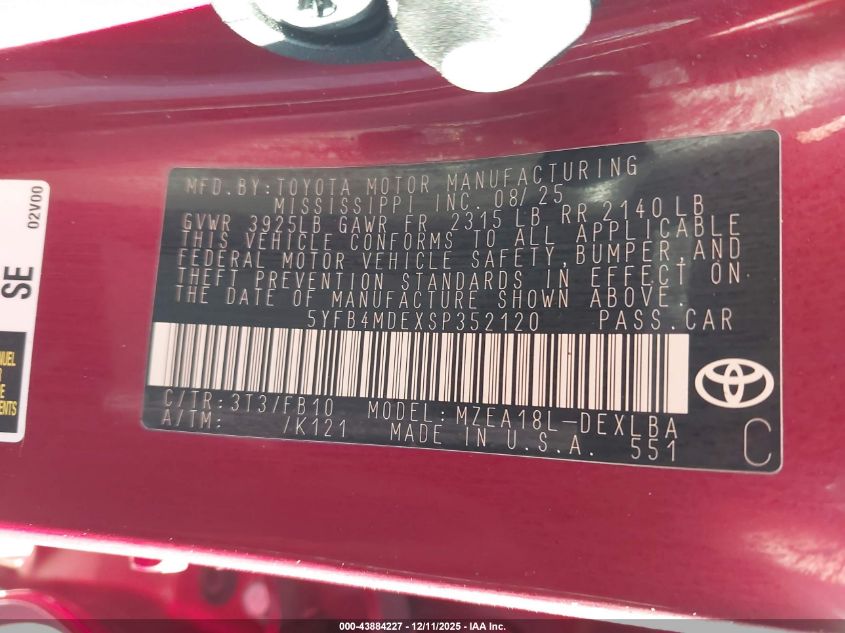 MFD.BY:TOYOTA MOTOR MANUFACTURING
MISSISSIPPI INC. 08/25
GVWR 3925LB GAWR FR 2315 LB RR 2140 LB
THIS VEHICLE CONFORMS TO ALL APPLICABLE
FEDERAL MOTOR VEHICLE SAFETY, BUMPER, AND
THEFT PREVENTION STANDARDS IN EFFECT ON
THE DATE OF MANUFACTURE SHOWN ABOVE.
5YFB4MDEXSP352120 PASS.CAR
C/TR:3T3/FB10 MODEL:MZEA18L-DEXLBA
A/TM: /K121 MADE IN U.S.A. 551
C
02V00
SE
000-43884227 - 12/11/2025 - IAA Inc.